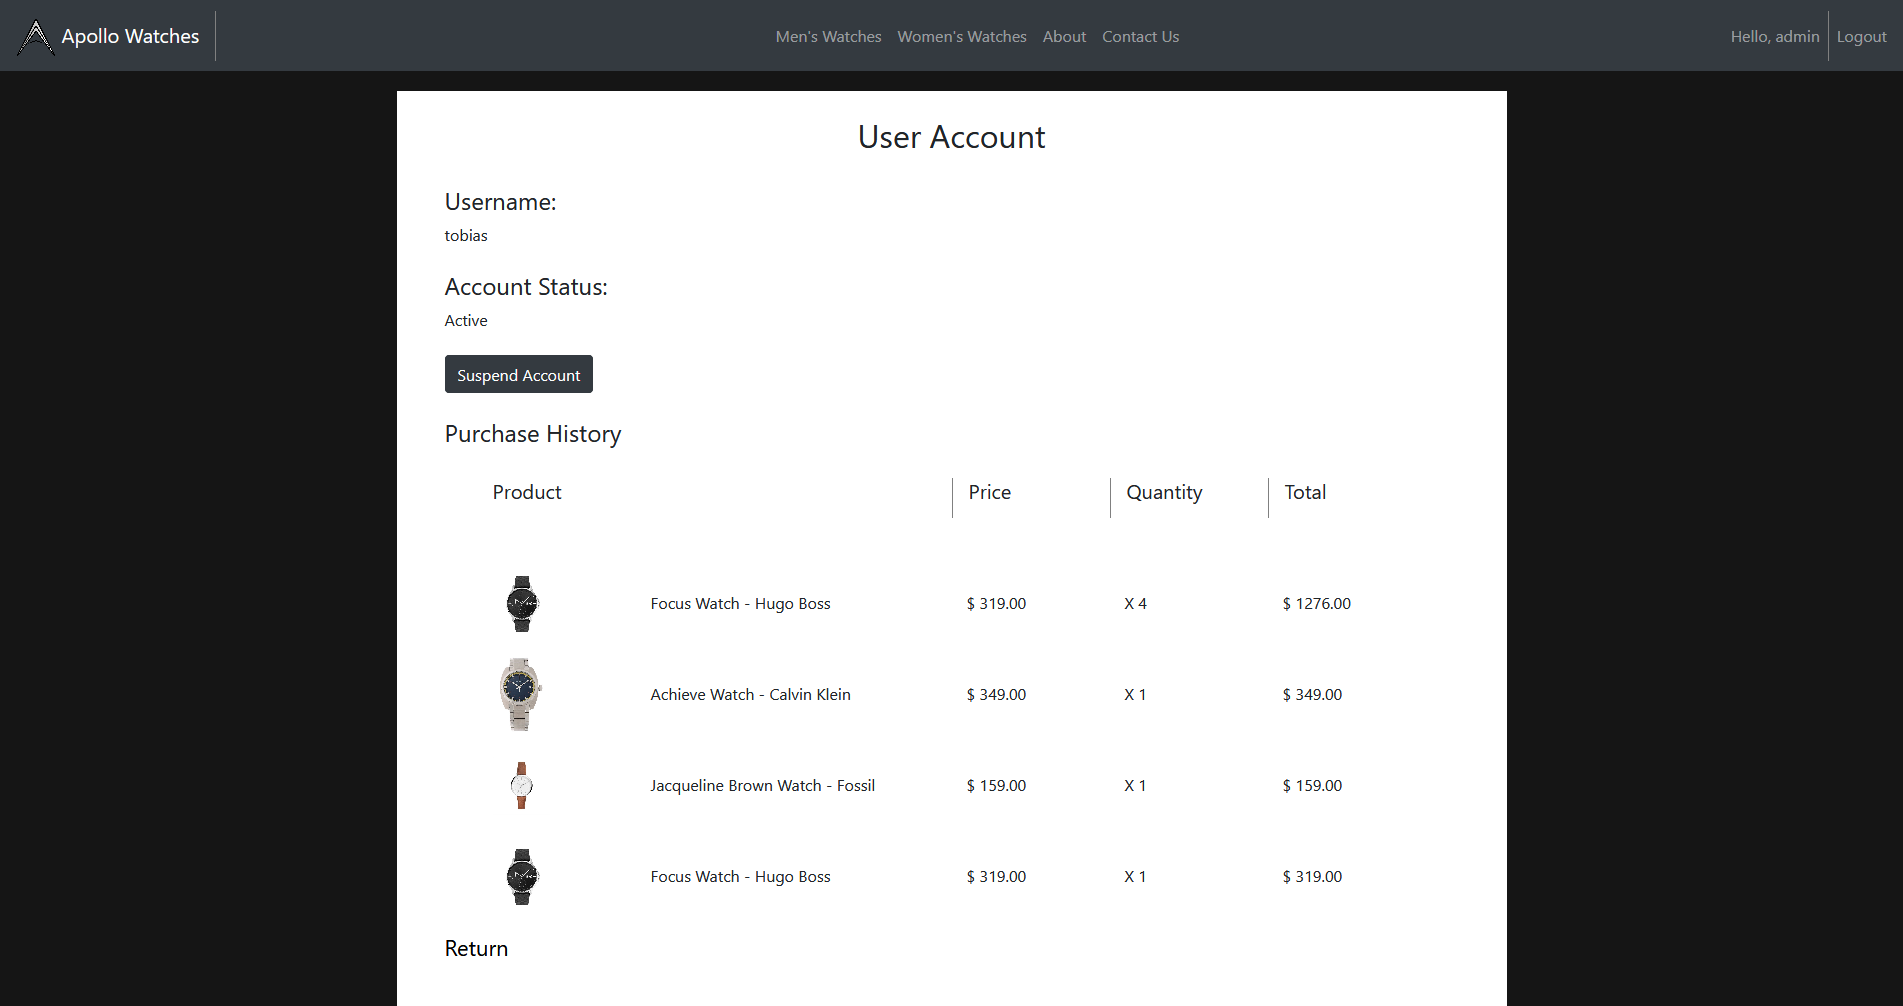 Apollo Watches
Men's Watches Women's Watches About Contact Us
Hello, admin Logout
User Account
Username:
tobias
Account Status:
Active
Suspend Account
Purchase History
Product Price Quantity Total
Focus Watch - Hugo Boss $ 319.00 X 4 $ 1276.00
Achieve Watch - Calvin Klein $ 349.00 X 1 $ 349.00
Jacqueline Brown Watch - Fossil $ 159.00 X 1 $ 159.00
Focus Watch - Hugo Boss $ 319.00 X 1 $ 319.00
Return